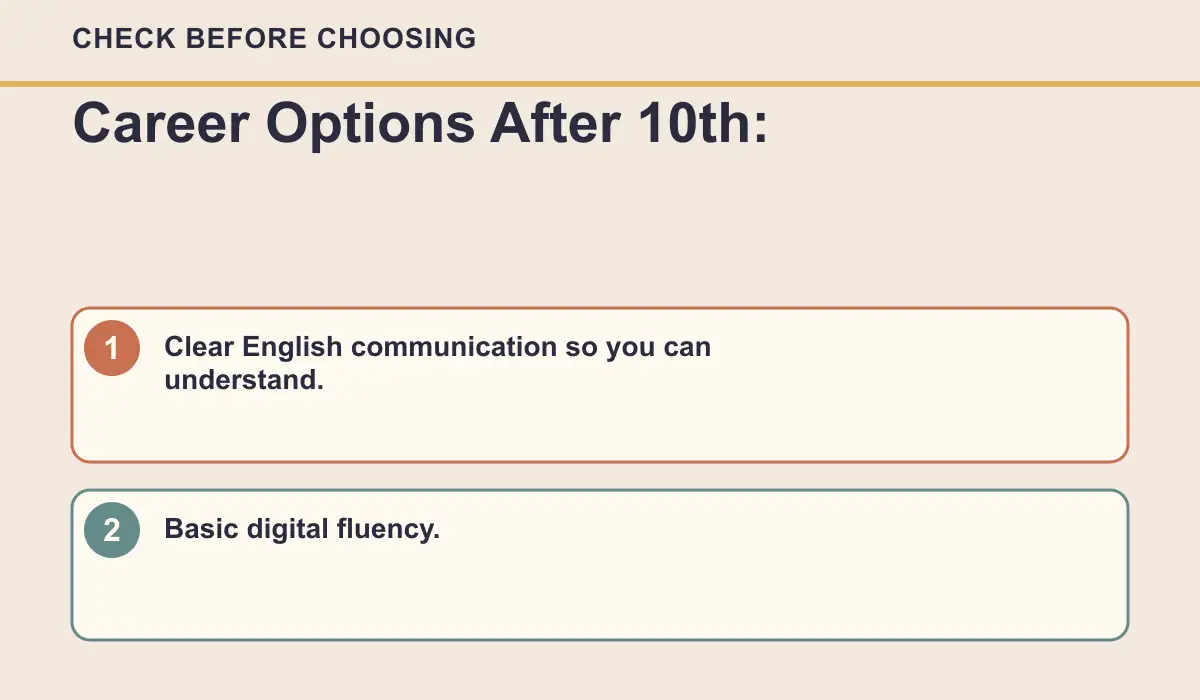 CHECK BEFORE CHOOSING
Career Options After 10th:
1
Clear English communication so you can
understand.
2
Basic digital fluency.